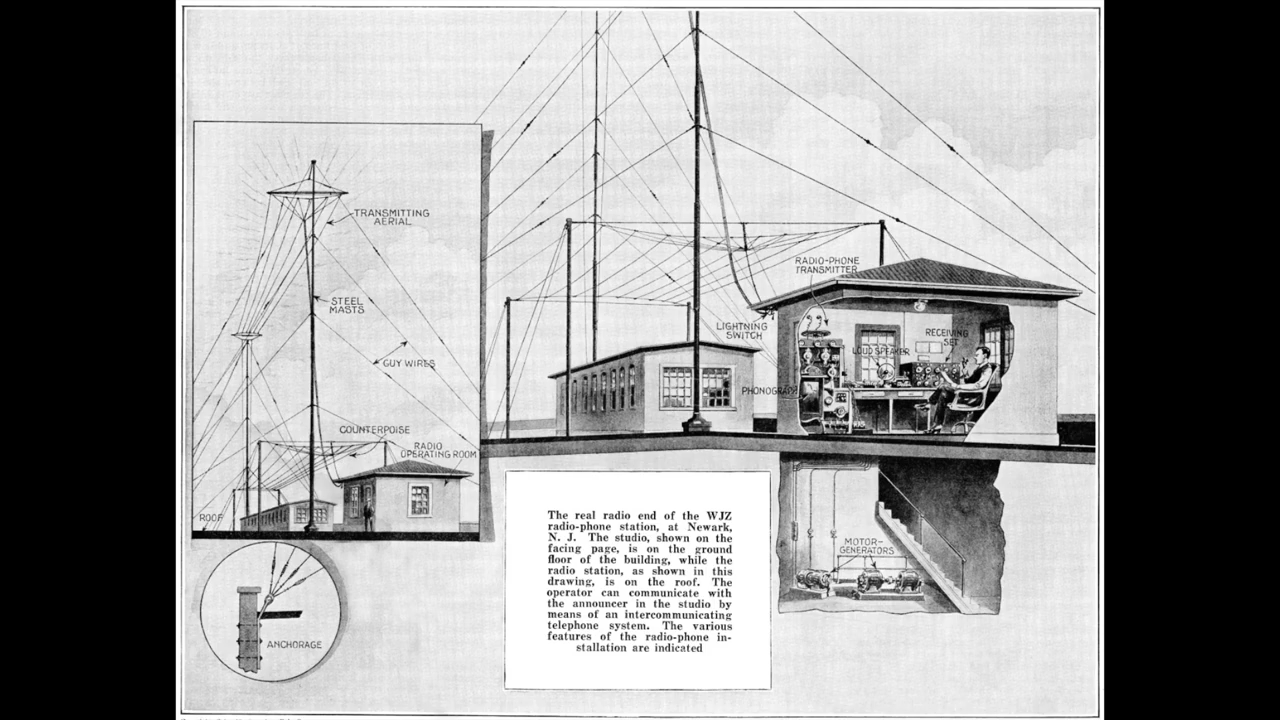 TRANSMITTING
AERIAL
STEEL
MASTS
GUY WIRES
COUNTERPOISE
RADIO
OPERATING ROOM
ROOF
ANCHORAGE
RADIO-PHONE
TRANSMITTER
LIGHTNING
SWITCH
RECEIVING
SET
LOUD SPEAKER
PHONOGRAPH
MOTOR-
GENERATORS
The real radio end of the WJZ
radio-phone station, at Newark,
N. J. The studio, shown on the
facing page, is on the ground
floor of the building, while the
radio station, as shown in this
drawing, is on the roof. The
operator can communicate with
the announcer in the studio by
means of an intercommunicating
telephone system. The various
features of the radio-phone in-
stallation are indicated